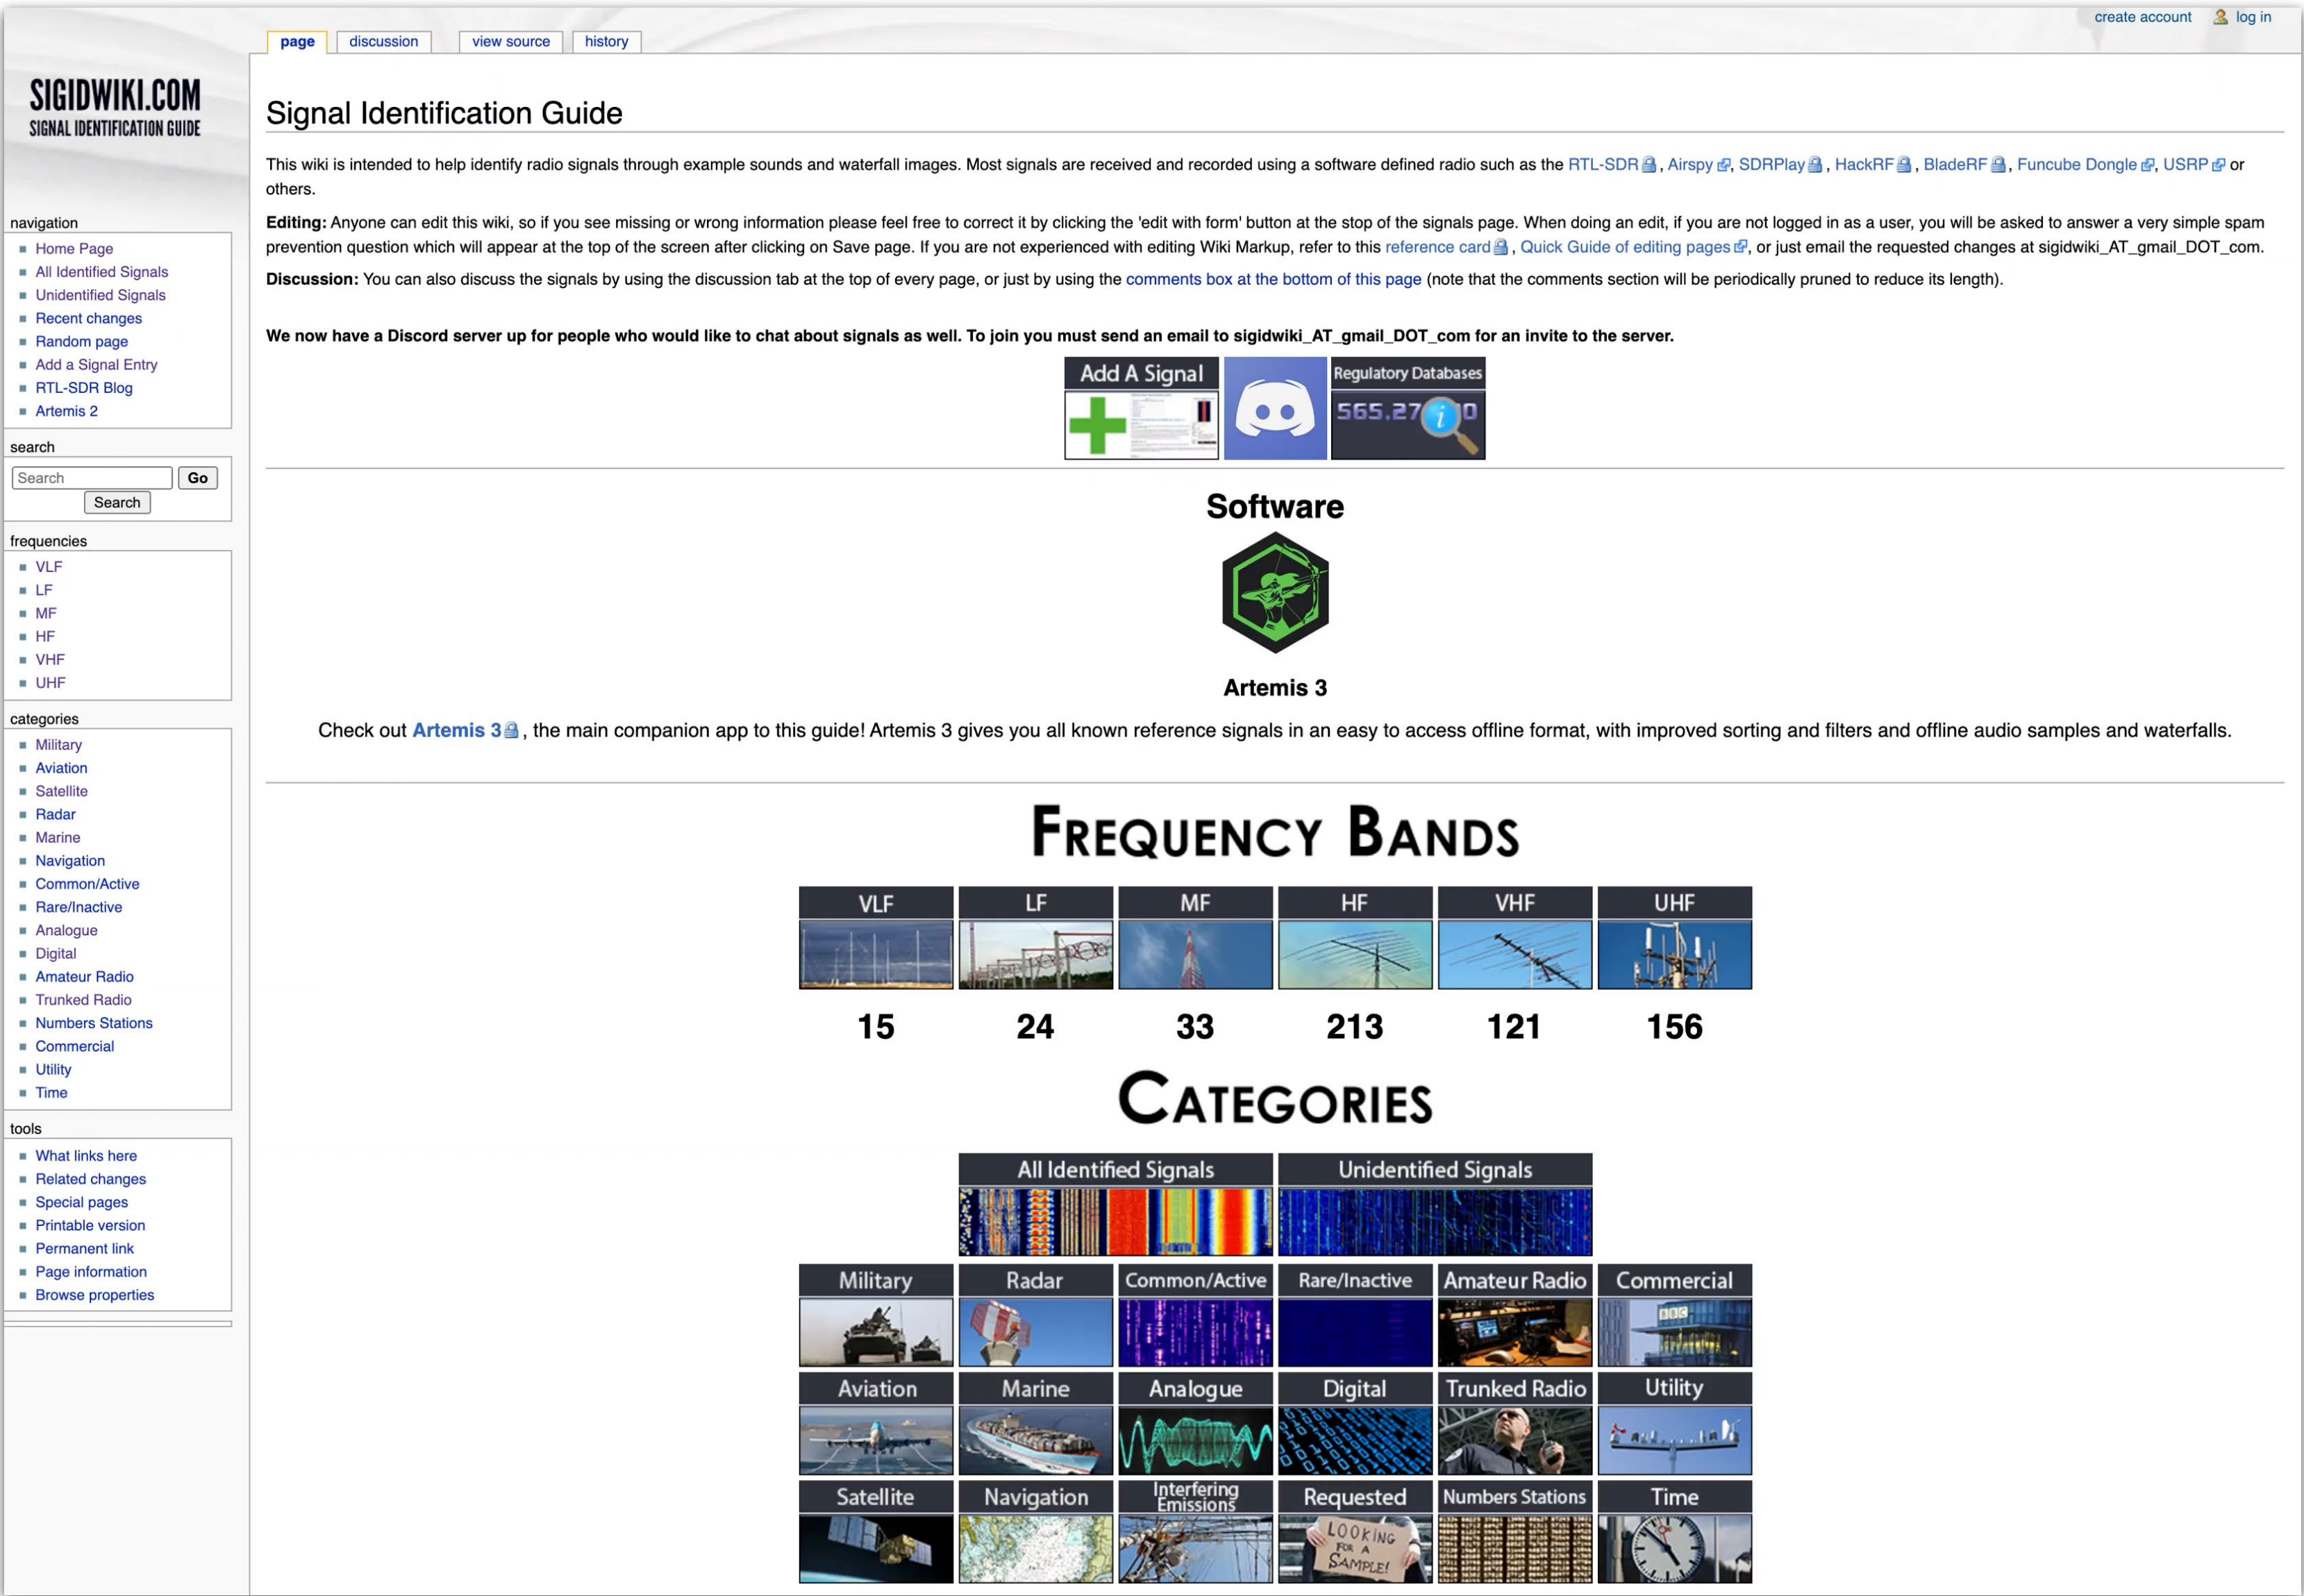 create account log in
page discussion view source history
SIGIDWIKI.COM
SIGNAL IDENTIFICATION GUIDE
navigation
Home Page
All Identified Signals
Unidentified Signals
Recent changes
Random page
Add a Signal Entry
RTL-SDR Blog
Artemis 2
search
Search Go
Search
frequencies
VLF
LF
MF
HF
VHF
UHF
categories
Military
Aviation
Satellite
Radar
Marine
Navigation
Common/Active
Rare/Inactive
Analogue
Digital
Amateur Radio
Trunked Radio
Numbers Stations
Commercial
Utility
Time
tools
What links here
Related changes
Special pages
Printable version
Permanent link
Page information
Browse properties
Signal Identification Guide
This wiki is intended to help identify radio signals through example sounds and waterfall images. Most signals are received and recorded using a software defined radio such as the RTL-SDR, Airspy, SDRPlay, HackRF, BladeRF, Funcube Dongle, USRP or
others.
Editing: Anyone can edit this wiki, so if you see missing or wrong information please feel free to correct it by clicking the 'edit with form' button at the stop of the signals page. When doing an edit, if you are not logged in as a user, you will be asked to answer a very simple spam
prevention question which will appear at the top of the screen after clicking on Save page. If you are not experienced with editing Wiki Markup, refer to this reference card, Quick Guide of editing pages, or just email the requested changes at sigidwiki_AT_gmail_DOT_com.
Discussion: You can also discuss the signals by using the discussion tab at the top of every page, or just by using the comments box at the bottom of this page (note that the comments section will be periodically pruned to reduce its length).
We now have a Discord server up for people who would like to chat about signals as well. To join you must send an email to sigidwiki_AT_gmail_DOT_com for an invite to the server.
Add A Signal Regulatory Databases
565.27 0
Software
Artemis 3
Check out Artemis 3, the main companion app to this guide! Artemis 3 gives you all known reference signals in an easy to access offline format, with improved sorting and filters and offline audio samples and waterfalls.
FREQUENCY BANDS
VLF LF MF HF VHF UHF
15 24 33 213 121 156
CATEGORIES
All Identified Signals Unidentified Signals
Military Radar Common/Active Rare/Inactive Amateur Radio Commercial
BBC
Aviation Marine Analogue Digital Trunked Radio Utility
Satellite Navigation Interfering Emissions Requested Numbers Stations Time
LOOKING
FOR A
SAMPLE!